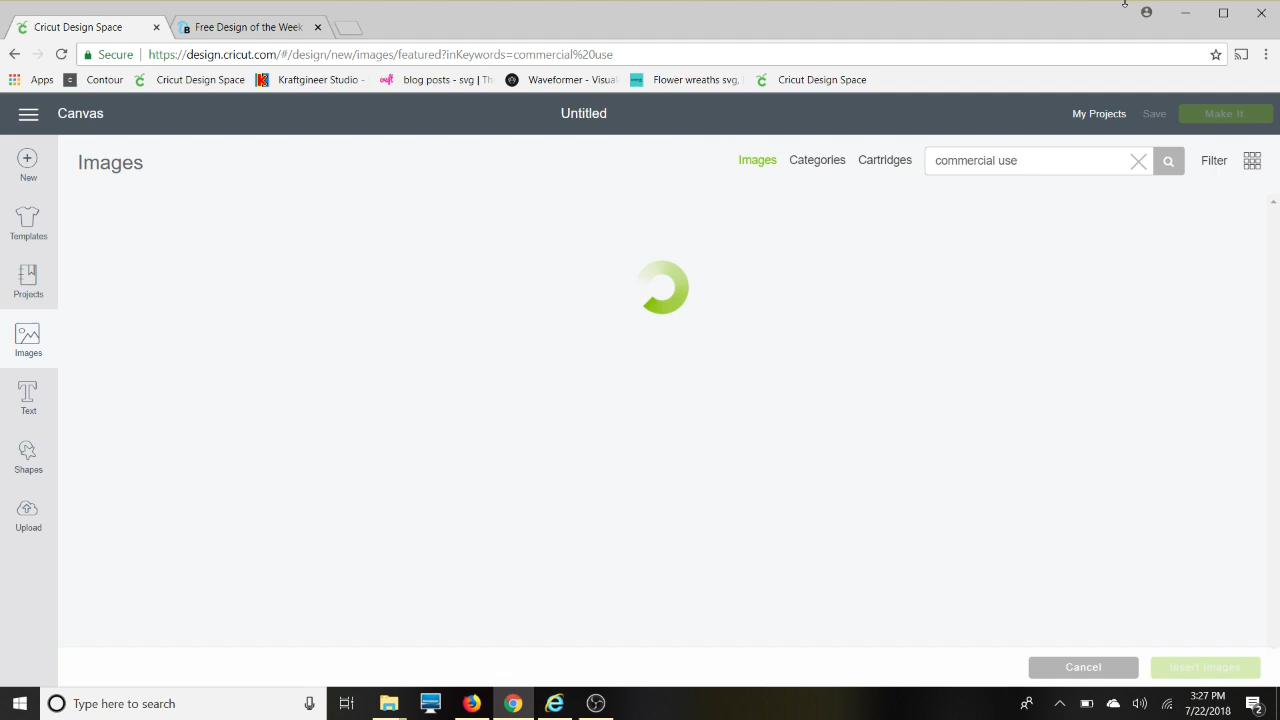 Cricut Design Space
Free Design of the Week
Secure https://design.cricut.com/#/design/new/images/featured?inKeywords=commercial%20use
Apps Contour Cricut Design Space Kraftgineer Studio - blog posts - svg | Th Waveformer - Visual Flower wreaths svg, Cricut Design Space
Canvas Untitled My Projects Save Make It
Images Images Categories Cartridges commercial use Filter
New
Templates
Projects
Images
Text
Shapes
Upload
Cancel Insert Images
Type here to search
3:27 PM
7/22/2018
2